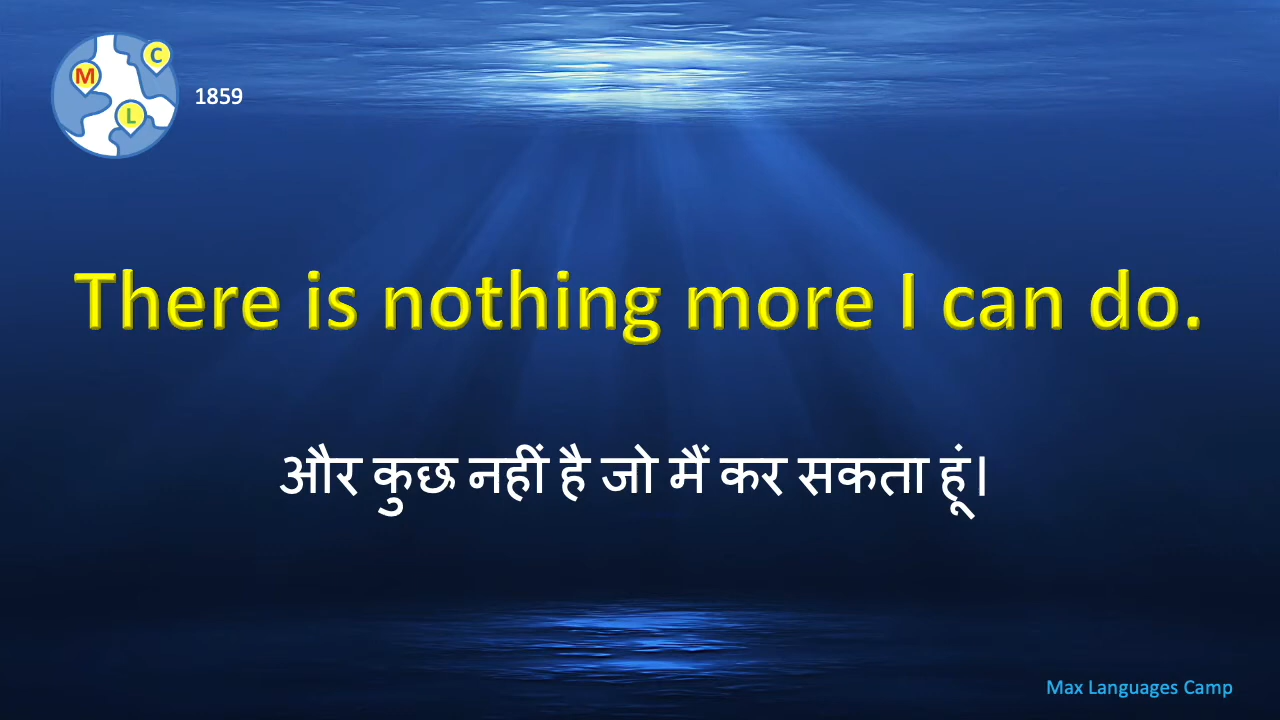 C
M
L
1859
There is nothing more I can do.
और कुछ नहीं है जो मैं कर सकता हूं।
Max Languages Camp